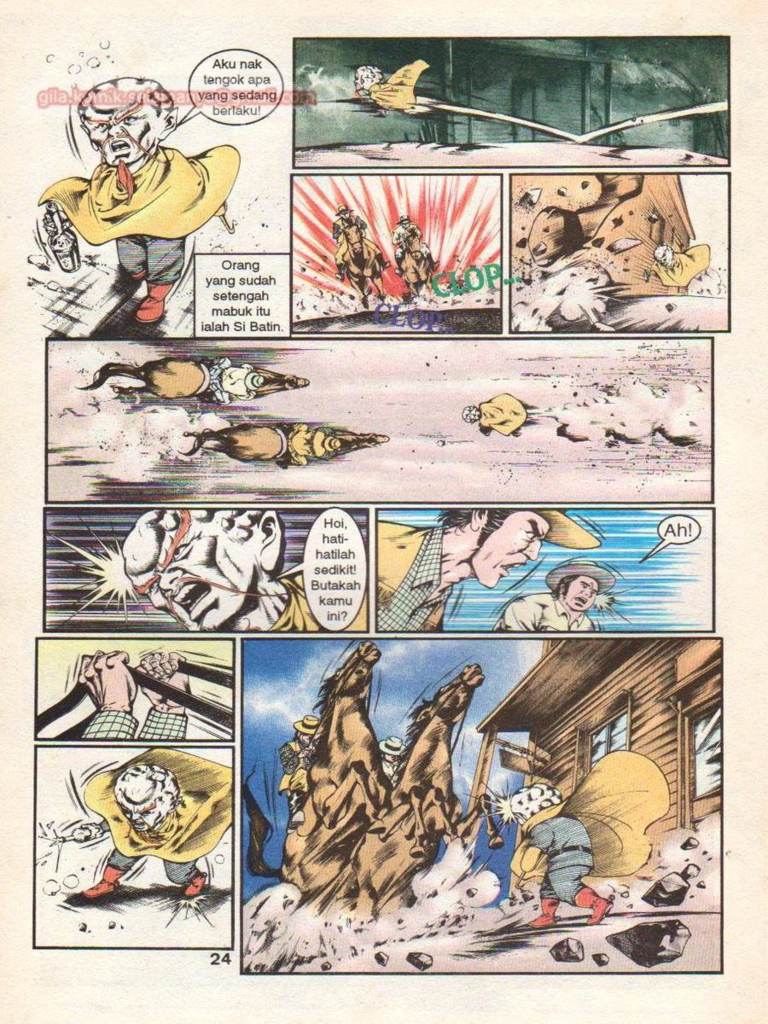 Aku nak
tengok apa
yang sedang
berlaku!
Orang
yang sudah
setengah
mabuk itu
ialah Si Batin.
CLOP..
CLOP..
Hoi,
hati-
hatilah
sedikit!
Butakah
kamu
ini?
Ah!
24